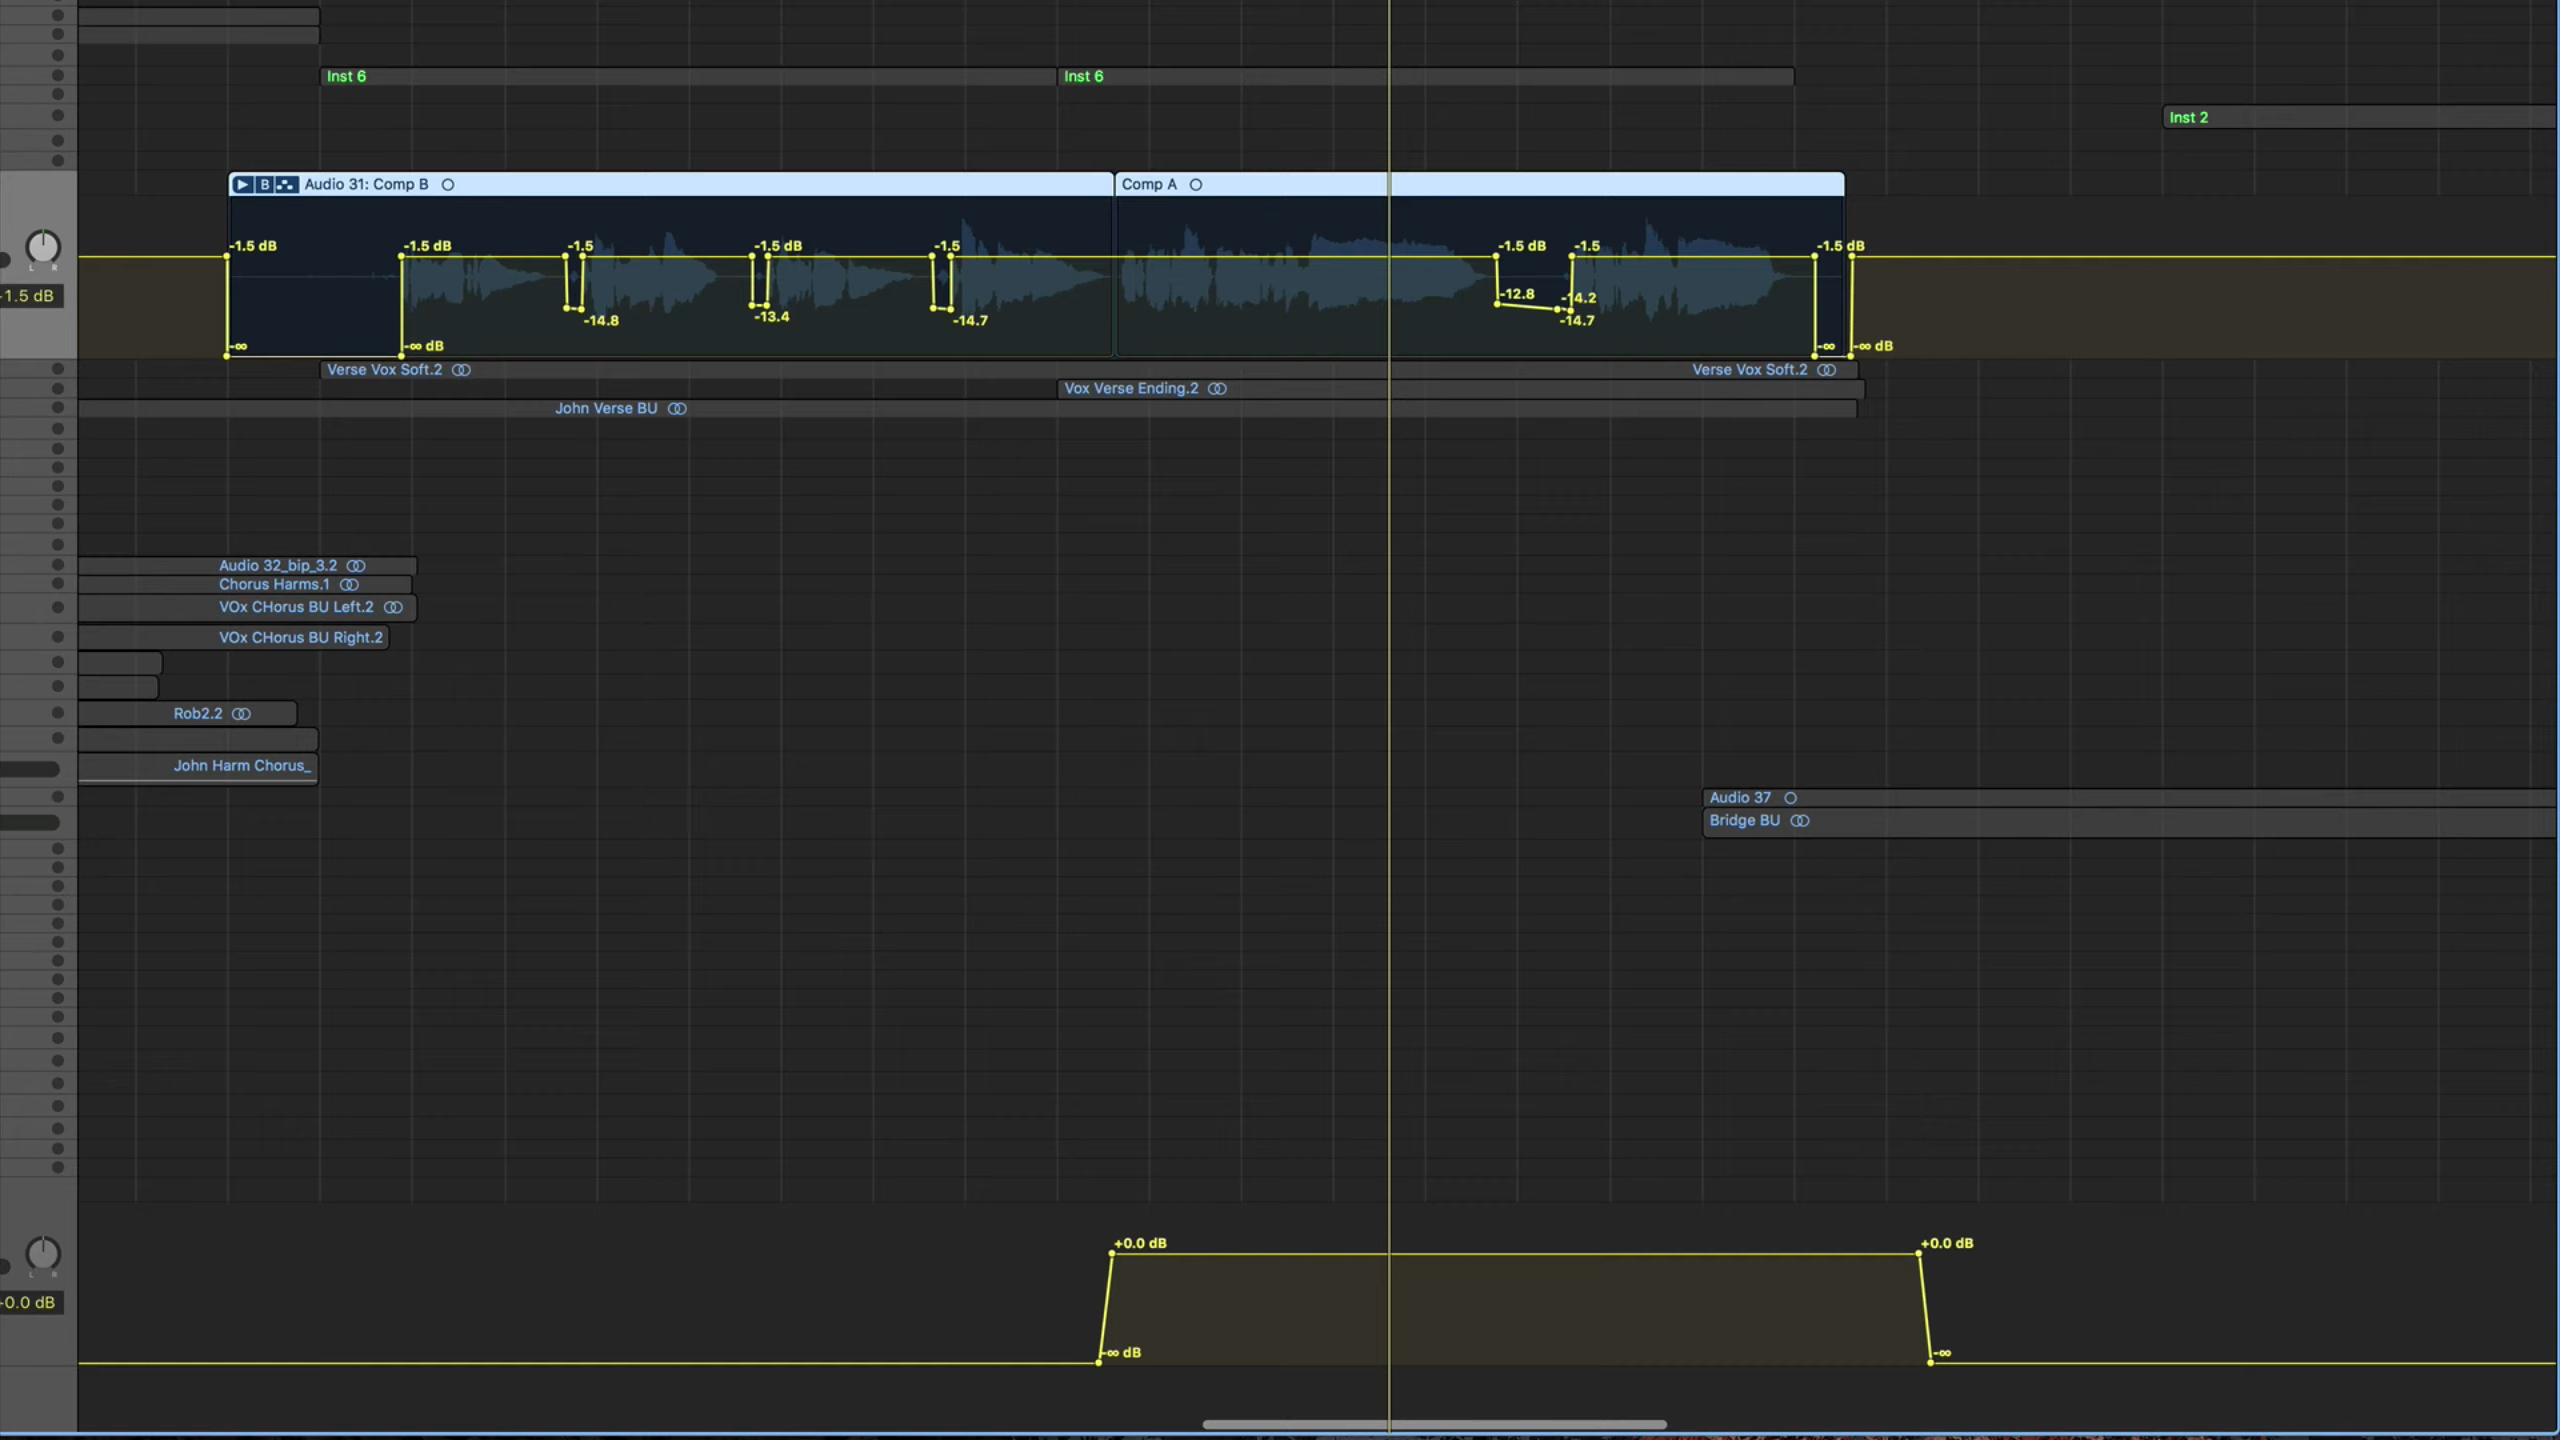 Inst 6
Inst 6
Inst 2
B Audio 31: Comp B
Comp A
L R
-1.5 dB
-1.5 dB
-1.5 dB
-1.5
-1.5 dB
-1.5
-1.5 dB
-1.5
-1.5 dB
-12.8
-14.2
-14.8
-13.4
-14.7
-14.7
-∞
-∞ dB
-∞
-∞ dB
Verse Vox Soft.2
Verse Vox Soft.2
Vox Verse Ending.2
John Verse BU
Audio 32_bip_3.2
Chorus Harms.1
VOx CHorus BU Left.2
VOx CHorus BU Right.2
Rob2.2
John Harm Chorus_
Audio 37
Bridge BU
L R
+0.0 dB
+0.0 dB
-0.0 dB
-∞ dB
-∞